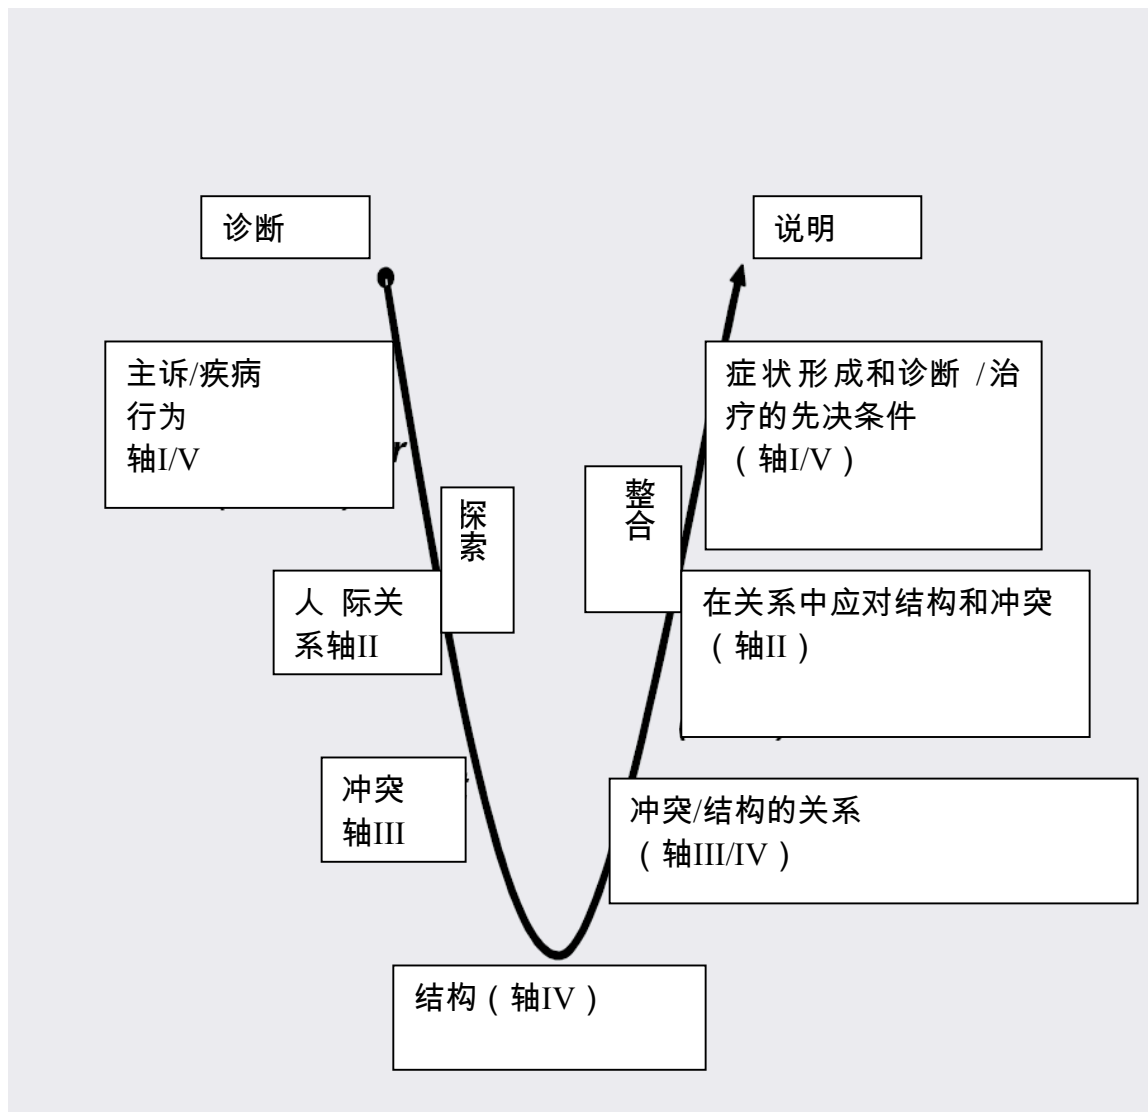 诊断
说明
主诉/疾病
行为
轴I/V
症状形成和诊断 /治
疗的先决条件
（轴I/V）
探
索
整
合
人 际关
系轴II
在关系中应对结构和冲突
（轴II）
冲突
轴III
冲突/结构的关系
（轴III/IV）
结构（轴IV）